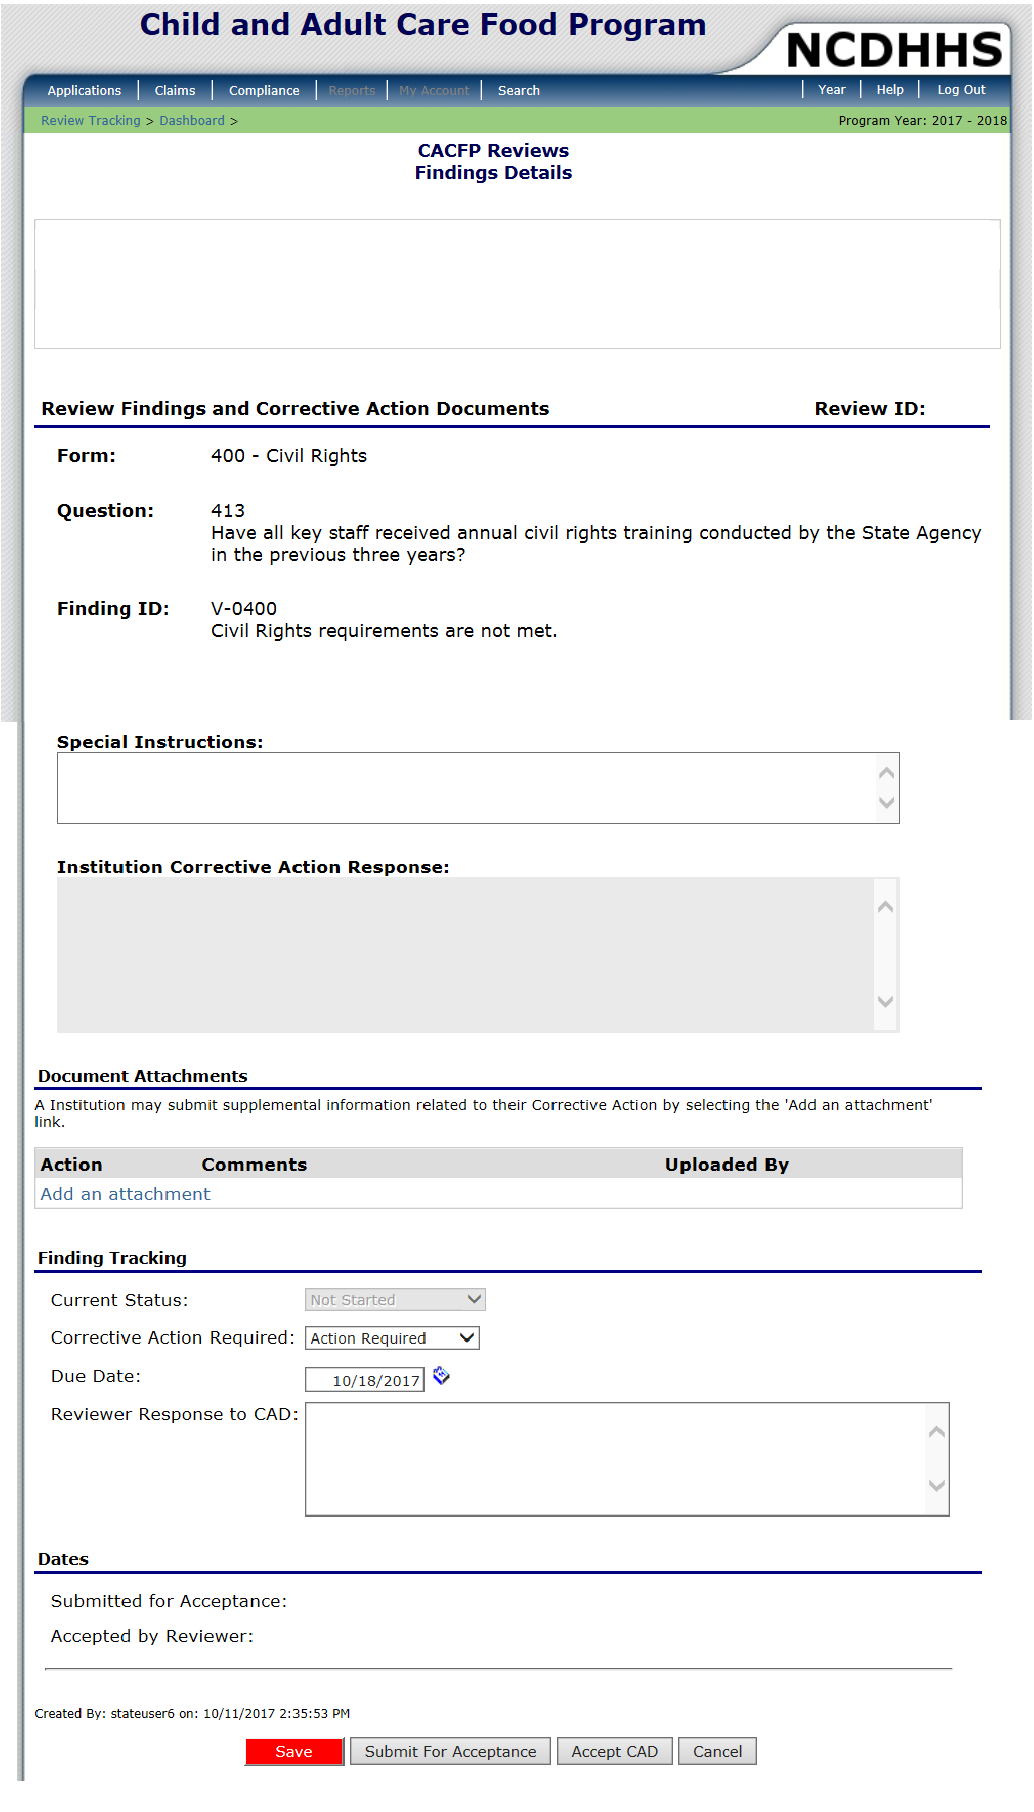 Child and Adult Care Food Program
NCDHHS
Applications Claims Compliance Reports My Account Search Year Help Log Out
Review Tracking > Dashboard > Program Year: 2017 - 2018
CACFP Reviews
Findings Details
Review Findings and Corrective Action Documents Review ID:
Form: 400 - Civil Rights
Question: 413
Have all key staff received annual civil rights training conducted by the State Agency
in the previous three years?
Finding ID: V-0400
Civil Rights requirements are not met.
Special Instructions:
Institution Corrective Action Response:
Document Attachments
A Institution may submit supplemental information related to their Corrective Action by selecting the 'Add an attachment'
link.
Action Comments Uploaded By
Add an attachment
Finding Tracking
Current Status: Not Started
Corrective Action Required: Action Required
Due Date: 10/18/2017
Reviewer Response to CAD:
Dates
Submitted for Acceptance:
Accepted by Reviewer:
Created By: stateuser6 on: 10/11/2017 2:35:53 PM
Save Submit For Acceptance Accept CAD Cancel